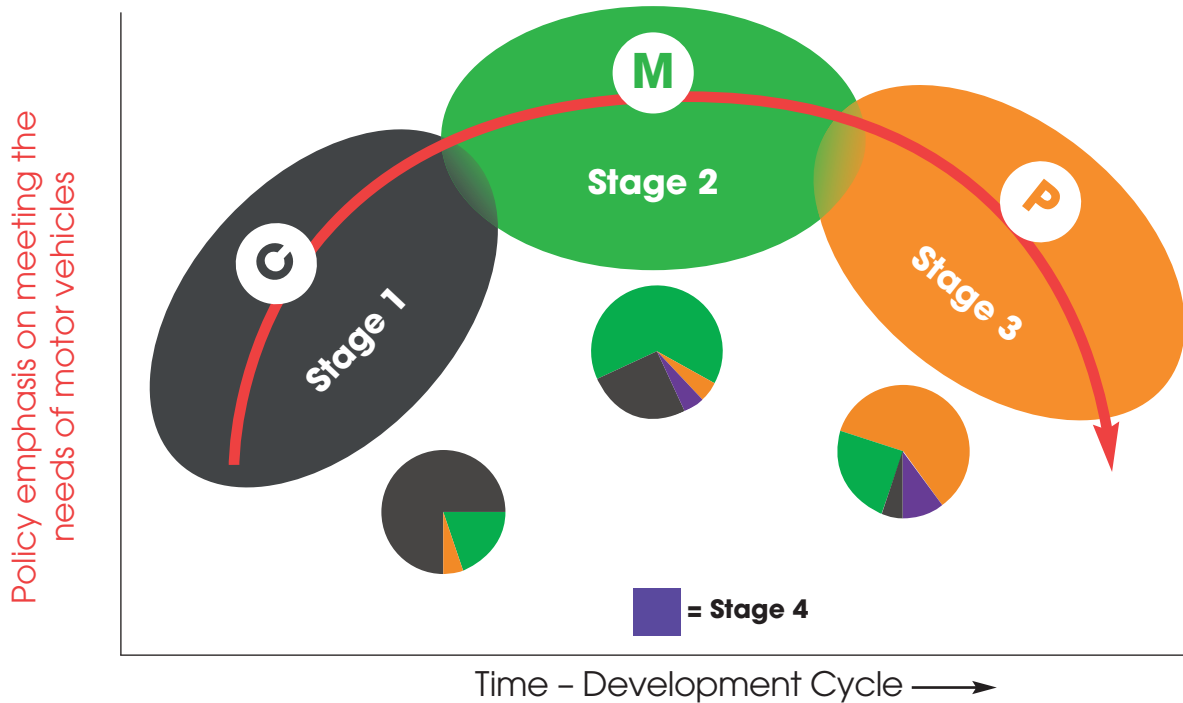 Policy emphasis on meeting the
needs of motor vehicles
C
M
P
Stage 1
Stage 2
Stage 3
= Stage 4
Time – Development Cycle